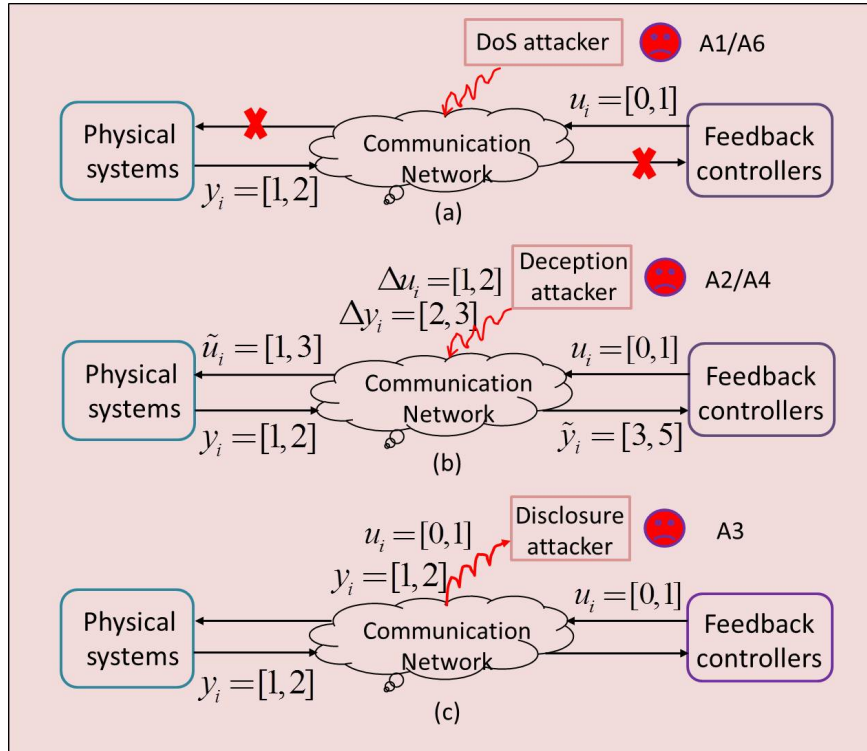 DoS attacker
A1/A6
Physical systems
Communication Network
u_i = [0,1]
Feedback controllers
y_i = [1,2]
(a)
Deception attacker
A2/A4
Δu_i = [1,2]
Δy_i = [2,3]
ũ_i = [1,3]
u_i = [0,1]
Physical systems
Communication Network
Feedback controllers
y_i = [1,2]
ỹ_i = [3,5]
(b)
Disclosure attacker
A3
u_i = [0,1]
y_i = [1,2]
u_i = [0,1]
Physical systems
Communication Network
Feedback controllers
y_i = [1,2]
(c)